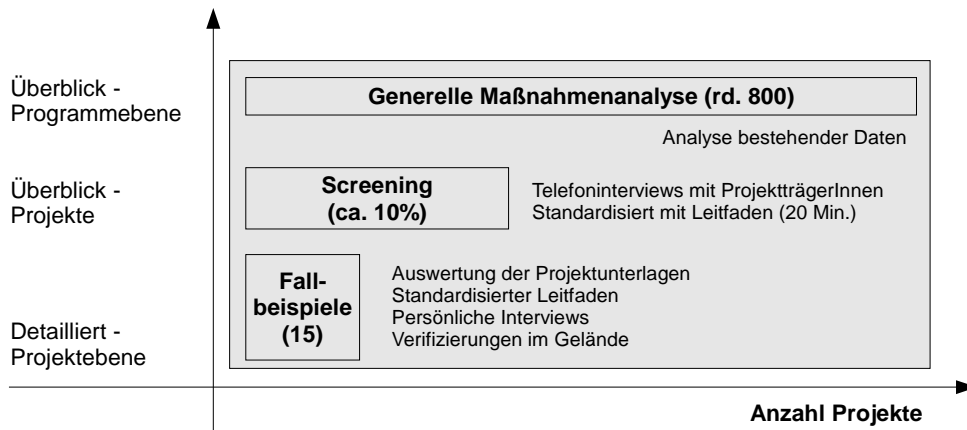 Überblick -
Programmebene
Generelle Maßnahmenanalyse (rd. 800)
Analyse bestehender Daten
Überblick -
Projekte
Screening
(ca. 10%)
Telefoninterviews mit ProjektträgerInnen
Standardisiert mit Leitfaden (20 Min.)
Detailliert -
Projektebene
Fall-
beispiele
(15)
Auswertung der Projektunterlagen
Standardisierter Leitfaden
Persönliche Interviews
Verifizierungen im Gelände
Anzahl Projekte